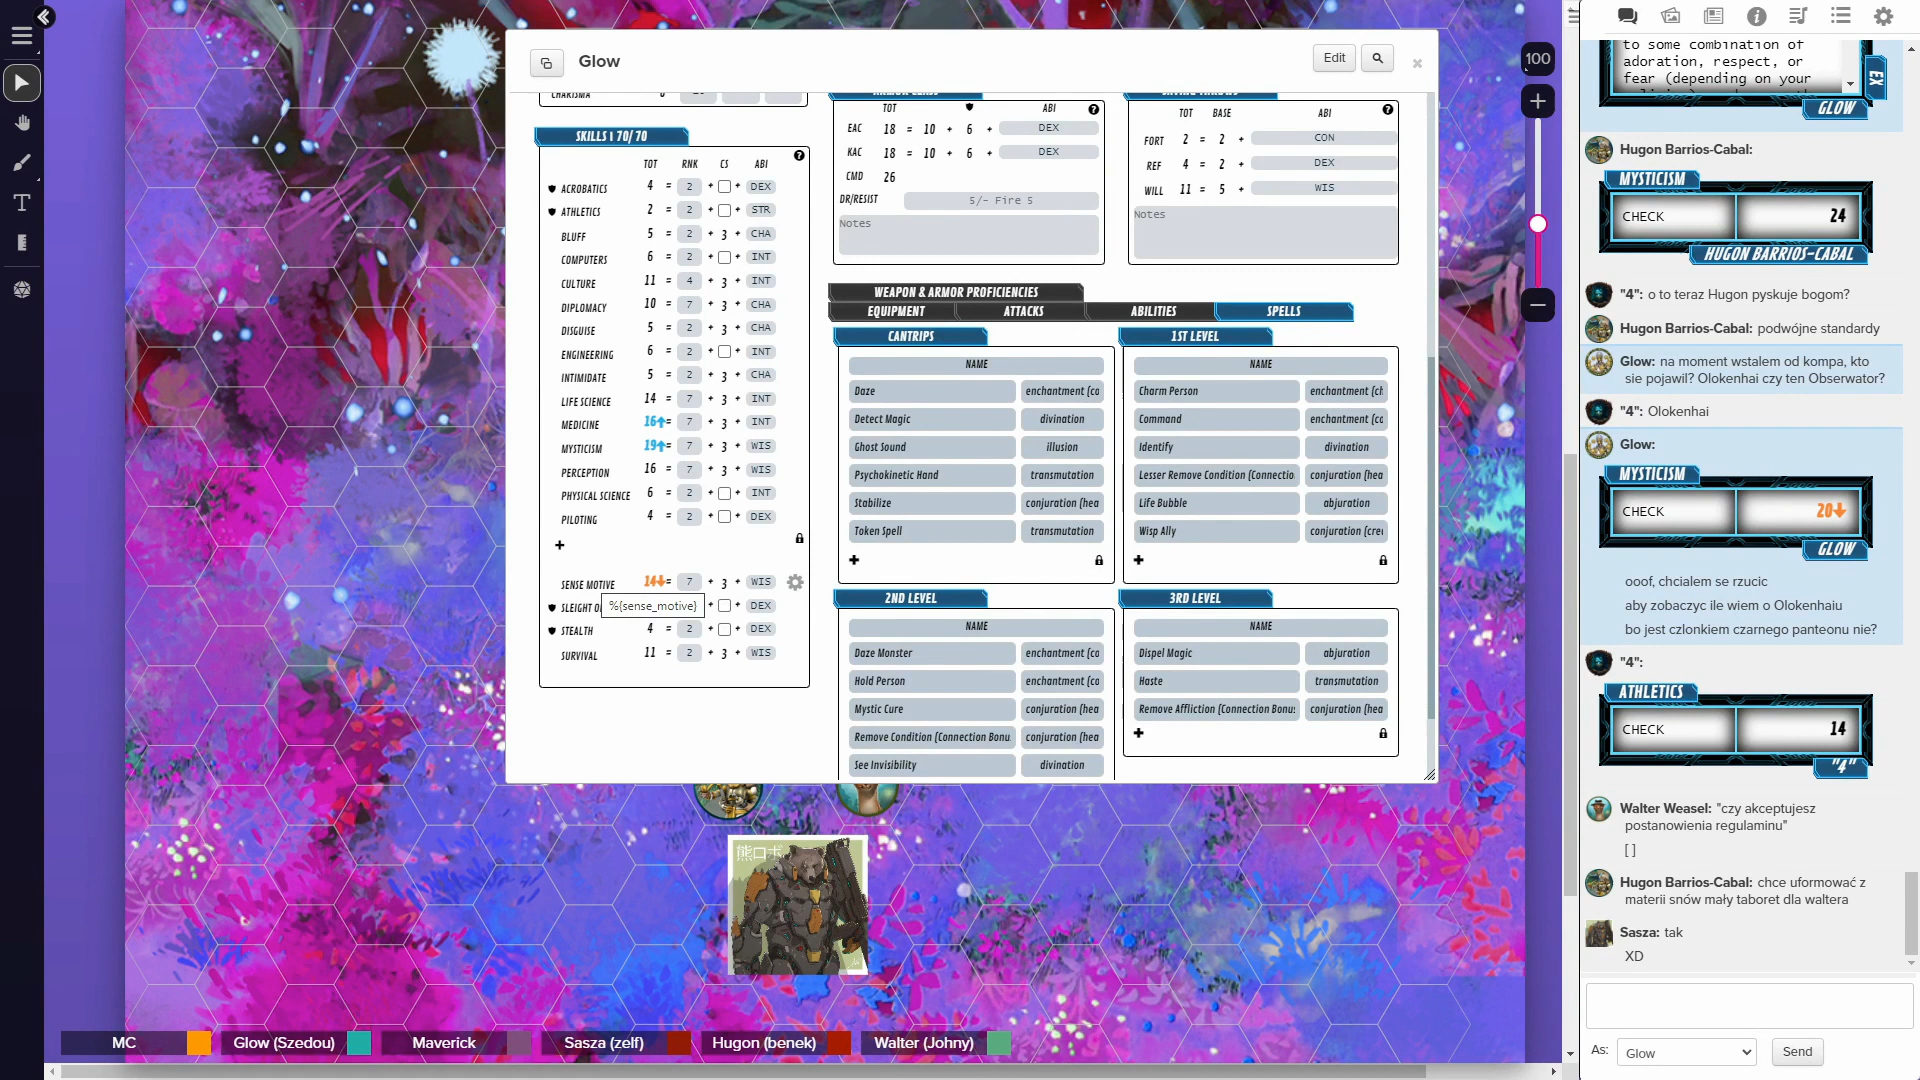 Glow
Edit
100
CHARISMA
SKILLS | 70/ 70
TOT RNK CS ABI
ACROBATICS 4 = 2 + + DEX
ATHLETICS 2 = 2 + + STR
BLUFF 5 = 2 + 3 + CHA
COMPUTERS 6 = 2 + + INT
CULTURE 11 = 4 + 3 + INT
DIPLOMACY 10 = 7 + 3 + CHA
DISGUISE 5 = 2 + 3 + CHA
ENGINEERING 6 = 2 + + INT
INTIMIDATE 5 = 2 + 3 + CHA
LIFE SCIENCE 14 = 7 + 3 + INT
MEDICINE 16 = 7 + 3 + INT
MYSTICISM 19 = 7 + 3 + WIS
PERCEPTION 16 = 7 + 3 + WIS
PHYSICAL SCIENCE 6 = 2 + + INT
PILOTING 4 = 2 + + DEX
+
SENSE MOTIVE 14 = 7 + 3 + WIS
SLEIGHT O + + DEX
%{sense_motive}
STEALTH 4 = 2 + + DEX
SURVIVAL 11 = 2 + 3 + WIS
TOT ABI
EAC 18 = 10 + 6 + DEX
KAC 18 = 10 + 6 + DEX
CMD 26
DR/RESIST 5/- Fire 5
Notes
TOT BASE ABI
FORT 2 = 2 + CON
REF 4 = 2 + DEX
WILL 11 = 5 + WIS
Notes
WEAPON & ARMOR PROFICIENCIES
EQUIPMENT ATTACKS ABILITIES SPELLS
CANTRIPS
NAME
Daze enchantment (co
Detect Magic divination
Ghost Sound illusion
Psychokinetic Hand transmutation
Stabilize conjuration (hea
Token Spell transmutation
+
1ST LEVEL
NAME
Charm Person enchantment (ch
Command enchantment (co
Identify divination
Lesser Remove Condition (Connectio conjuration (hea
Life Bubble abjuration
Wisp Ally conjuration (crea
+
2ND LEVEL
NAME
Daze Monster enchantment (co
Hold Person enchantment (co
Mystic Cure conjuration (hea
Remove Condition (Connection Bonu conjuration (hea
See Invisibility divination
3RD LEVEL
NAME
Dispel Magic abjuration
Haste transmutation
Remove Affliction (Connection Bonus conjuration (hea
+
熊ロボ
MC
Glow (Szedou)
Maverick
Sasza (zelf)
Hugon (benek)
Walter (Johny)
to some combination of
adoration, respect, or
fear (depending on your
EX
GLOW
Hugon Barrios-Cabal:
MYSTICISM
CHECK 24
HUGON BARRIOS-CABAL
"4": o to teraz Hugon pyskuje bogom?
Hugon Barrios-Cabal: podwójne standardy
Glow: na moment wstalem od kompa, kto
sie pojawil? Olokenhai czy ten Obserwator?
"4": Olokenhai
Glow:
MYSTICISM
CHECK 20
GLOW
ooof, chcialem se rzucic
aby zobaczyc ile wiem o Olokenhaiu
bo jest czlonkiem czarnego panteonu nie?
"4":
ATHLETICS
CHECK 14
"4"
Walter Weasel: "czy akceptujesz
postanowienia regulaminu"
[ ]
Hugon Barrios-Cabal: chce uformować z
materii snów mały taboret dla waltera
Sasza: tak
XD
As: Glow
Send